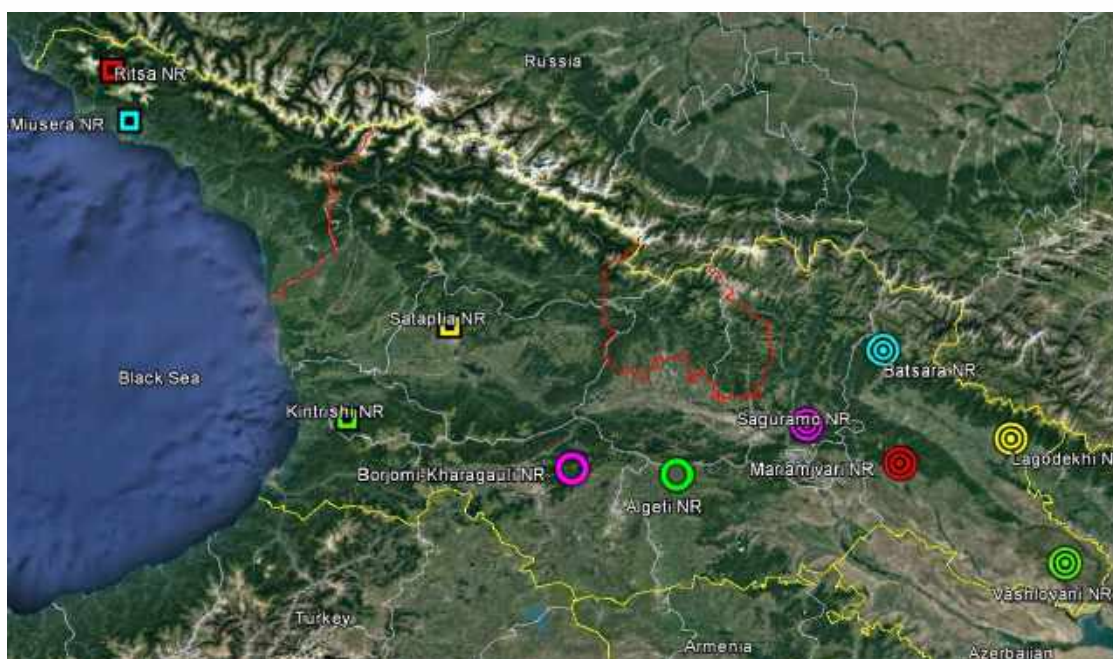 Russia
Ritsa NR
Miusera NR
Sataplia NR
Black Sea
Batsara NR
Kintrishi NR
Saguramo NR
Lagodekhi N
Borjomi-Kharagauli NR
Mariamjvari NR
Algeti NR
Vashlovani NR
Turkey
Armenia
Azerbaijan